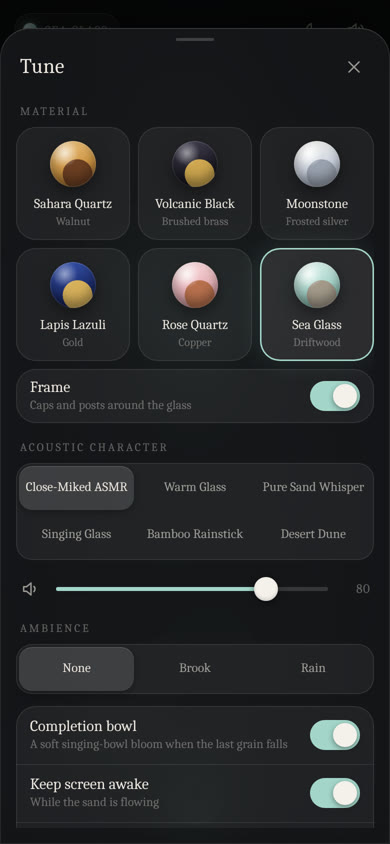 SEA GLASS
Tune
MATERIAL
Sahara Quartz
Walnut
Volcanic Black
Brushed brass
Moonstone
Frosted silver
Lapis Lazuli
Gold
Rose Quartz
Copper
Sea Glass
Driftwood
Frame
Caps and posts around the glass
ACOUSTIC CHARACTER
Close-Miked ASMR
Warm Glass
Pure Sand Whisper
Singing Glass
Bamboo Rainstick
Desert Dune
80
AMBIENCE
None
Brook
Rain
Completion bowl
A soft singing-bowl bloom when the last grain falls
Keep screen awake
While the sand is flowing